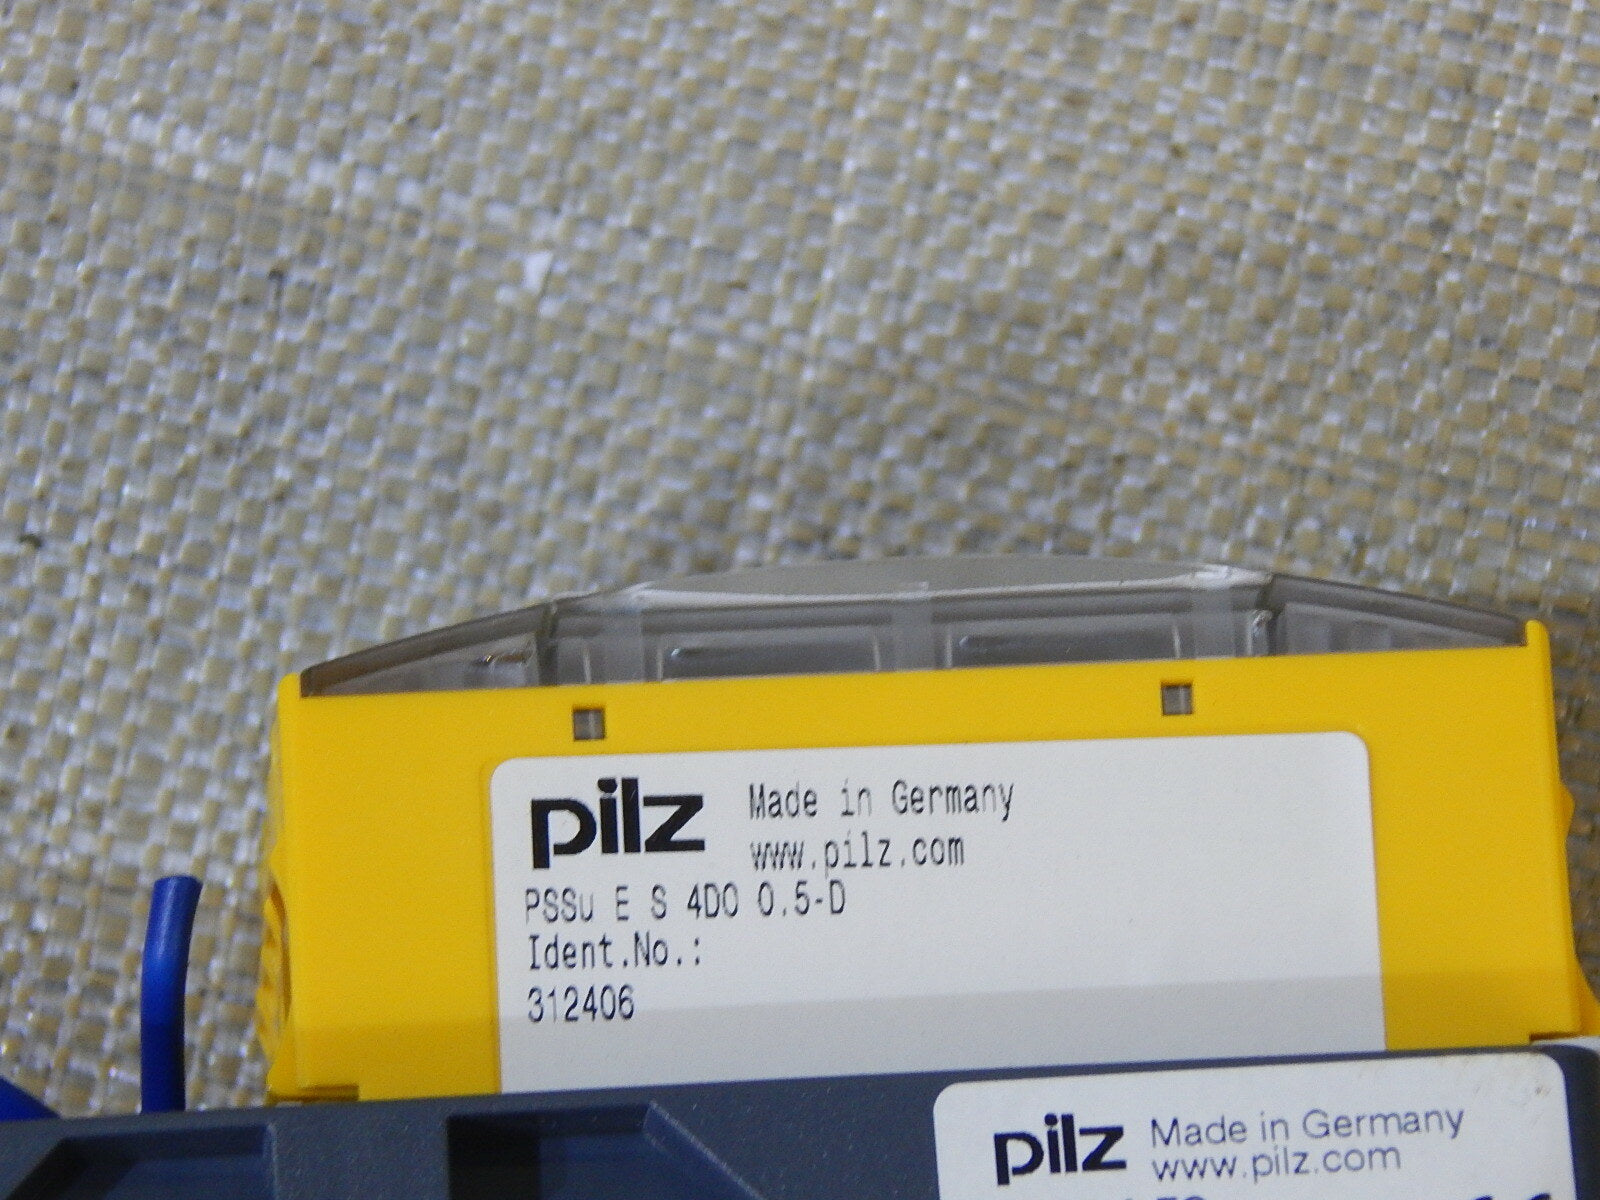 pilz Made in Germany
www.pilz.com
PSSu E S 4DO 0.5-D
Ident.No.:
312406
pilz Made in Germany
www.pilz.com